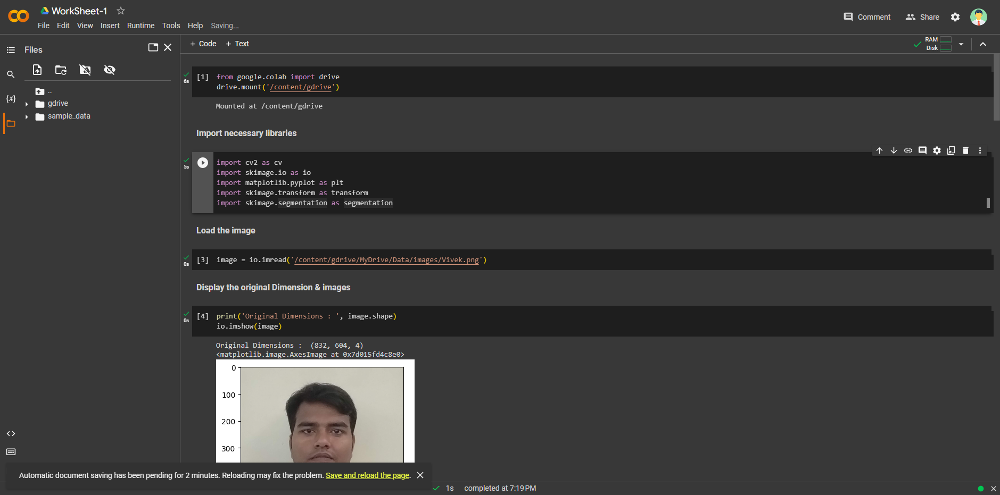 WorkSheet-1
File Edit View Insert Runtime Tools Help Saving...
Comment
Share
Files
..
gdrive
sample_data
+ Code + Text
RAM
Disk
6s
[1] from google.colab import drive
drive.mount('/content/gdrive')
Mounted at /content/gdrive
Import necessary libraries
5s
import cv2 as cv
import skimage.io as io
import matplotlib.pyplot as plt
import skimage.transform as transform
import skimage.segmentation as segmentation
Load the image
0s
[3] image = io.imread('/content/gdrive/MyDrive/Data/images/Vivek.png')
Display the original Dimension & images
0s
[4] print('Original Dimensions : ', image.shape)
io.imshow(image)
Original Dimensions :  (832, 604, 4)
<matplotlib.image.AxesImage at 0x7d015fd4c8e0>
0
100
200
300
Automatic document saving has been pending for 2 minutes. Reloading may fix the problem. Save and reload the page.
1s completed at 7:19 PM